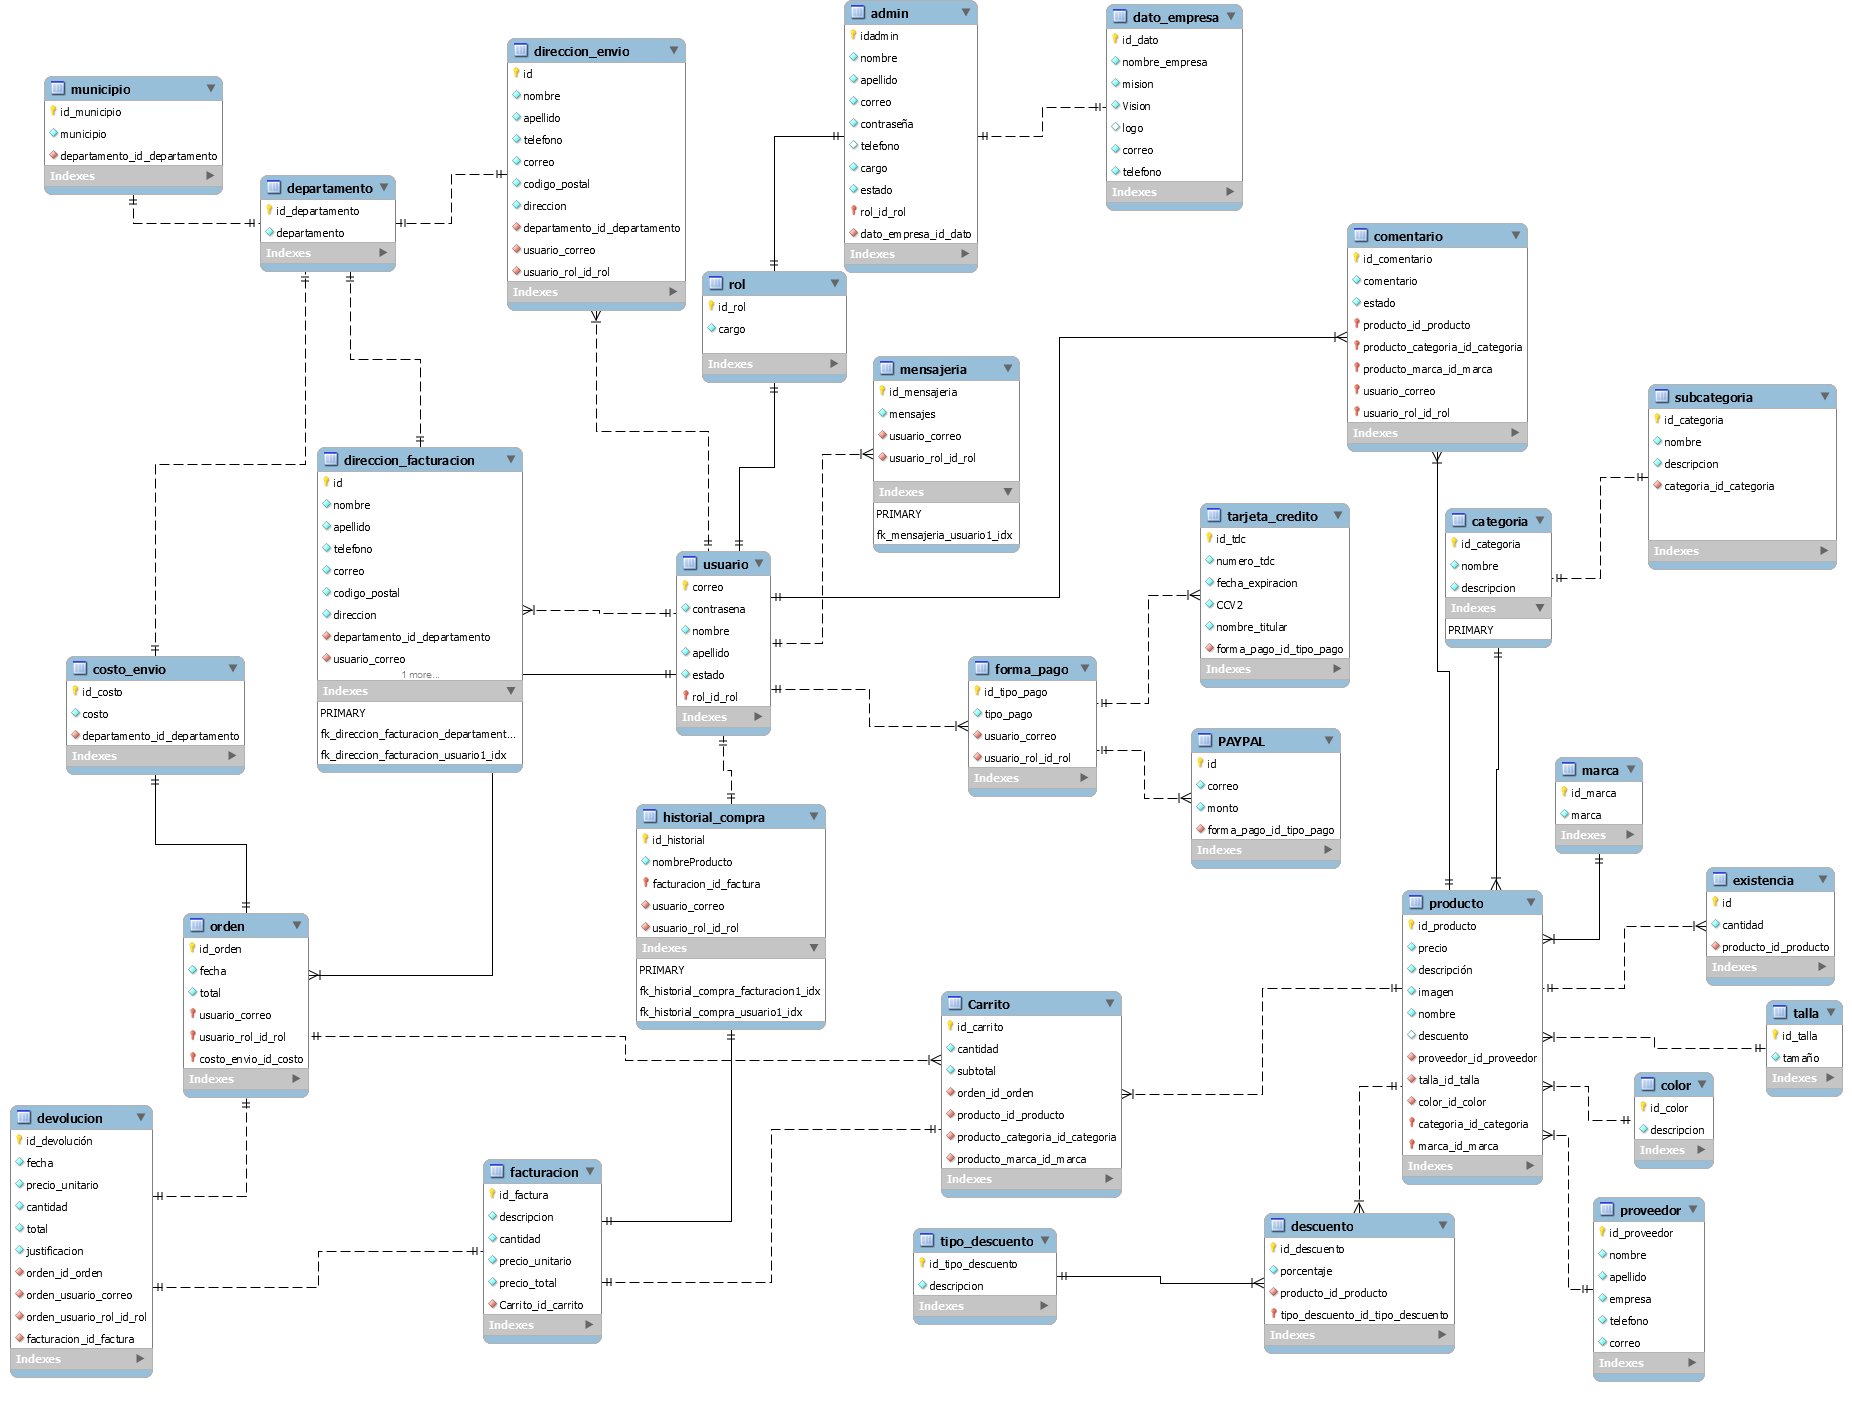 admin
idadmin
nombre
apellido
correo
contraseña
telefono
cargo
estado
rol_id_rol
dato_empresa_id_dato
Indexes
dato_empresa
id_dato
nombre_empresa
mision
Vision
logo
correo
telefono
Indexes
direccion_envio
id
nombre
apellido
telefono
correo
codigo_postal
direccion
departamento_id_departamento
usuario_correo
usuario_rol_id_rol
Indexes
municipio
id_municipio
municipio
departamento_id_departamento
Indexes
departamento
id_departamento
departamento
Indexes
rol
id_rol
cargo
Indexes
comentario
id_comentario
comentario
estado
producto_id_producto
producto_categoria_id_categoria
producto_marca_id_marca
usuario_correo
usuario_rol_id_rol
Indexes
mensajeria
id_mensajeria
mensajes
usuario_correo
usuario_rol_id_rol
Indexes
PRIMARY
fk_mensajeria_usuario1_idx
subcategoria
id_categoria
nombre
descripcion
categoria_id_categoria
Indexes
direccion_facturacion
id
nombre
apellido
telefono
correo
codigo_postal
direccion
departamento_id_departamento
usuario_correo
1 more...
Indexes
PRIMARY
fk_direccion_facturacion_departament...
fk_direccion_facturacion_usuario1_idx
tarjeta_credito
id_tdc
numero_tdc
fecha_expiracion
CCV2
nombre_titular
forma_pago_id_tipo_pago
Indexes
categoria
id_categoria
nombre
descripcion
Indexes
PRIMARY
usuario
correo
contrasena
nombre
apellido
estado
rol_id_rol
Indexes
costo_envio
id_costo
costo
departamento_id_departamento
Indexes
forma_pago
id_tipo_pago
tipo_pago
usuario_correo
usuario_rol_id_rol
Indexes
PAYPAL
id
correo
monto
forma_pago_id_tipo_pago
Indexes
marca
id_marca
marca
Indexes
historial_compra
id_historial
nombreProducto
facturacion_id_factura
usuario_correo
usuario_rol_id_rol
Indexes
PRIMARY
fk_historial_compra_facturacion1_idx
fk_historial_compra_usuario1_idx
existencia
id
cantidad
producto_id_producto
Indexes
producto
id_producto
precio
descripción
imagen
nombre
descuento
proveedor_id_proveedor
talla_id_talla
color_id_color
categoria_id_categoria
marca_id_marca
Indexes
orden
id_orden
fecha
total
usuario_correo
usuario_rol_id_rol
costo_envio_id_costo
Indexes
Carrito
id_carrito
cantidad
subtotal
orden_id_orden
producto_id_producto
producto_categoria_id_categoria
producto_marca_id_marca
Indexes
talla
id_talla
tamaño
Indexes
color
id_color
descripcion
Indexes
devolucion
id_devolución
fecha
precio_unitario
cantidad
total
justificacion
orden_id_orden
orden_usuario_correo
orden_usuario_rol_id_rol
facturacion_id_factura
Indexes
facturacion
id_factura
descripcion
cantidad
precio_unitario
precio_total
Carrito_id_carrito
Indexes
tipo_descuento
id_tipo_descuento
descripcion
Indexes
descuento
id_descuento
porcentaje
producto_id_producto
tipo_descuento_id_tipo_descuento
Indexes
proveedor
id_proveedor
nombre
apellido
empresa
telefono
correo
Indexes